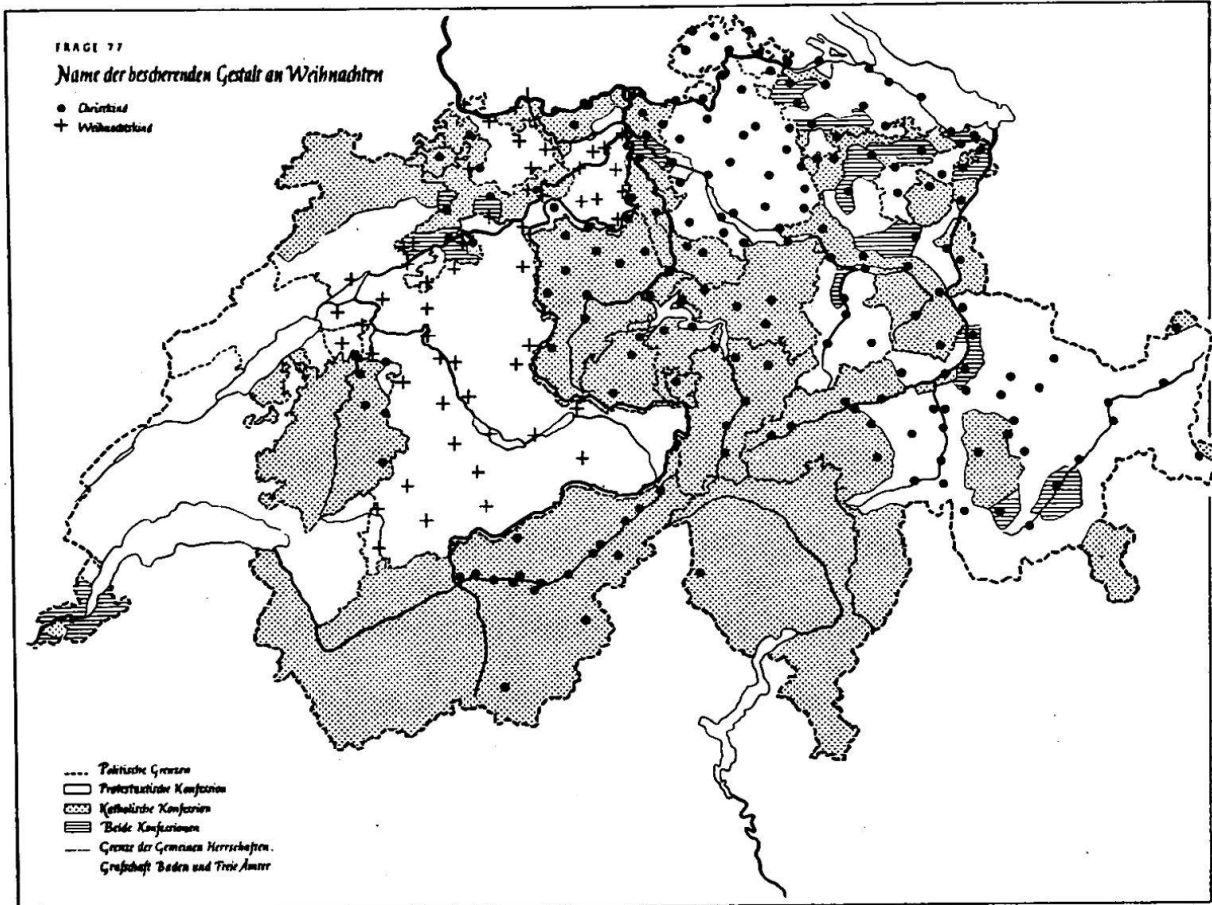 FRAGE 77
Name der bescherenden Gestalt an Weihnachten
Christkind
Weihnachtskind
Politische Grenzen
Protestantische Konfession
Katholische Konfession
Beide Konfessionen
Grenze der Gemeinen Herrschaften.
Grafschaft Baden und Freie Ämter